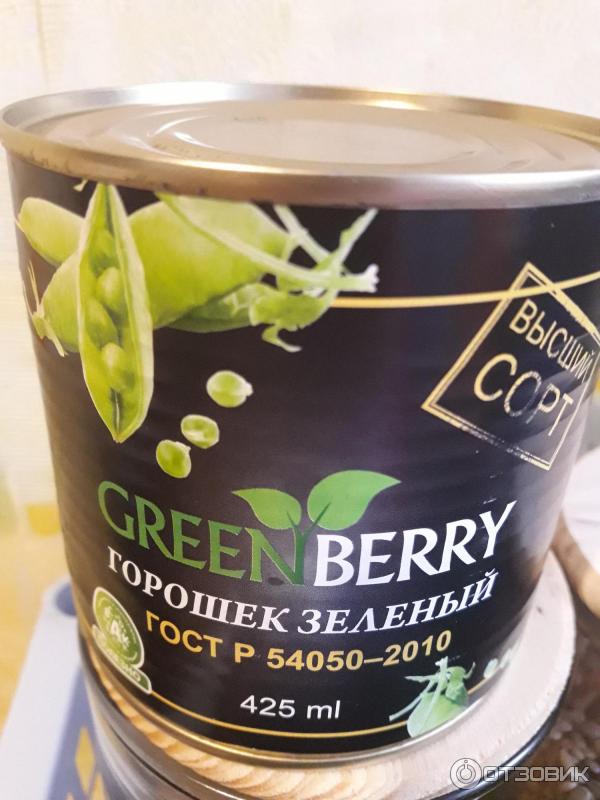 ВЫСШИЙ
СОРТ
GREENBERRY
ГОРОШЕК ЗЕЛЕНЫЙ
ГОСТ Р 54050–2010
425 ml
ОТЗОВИК